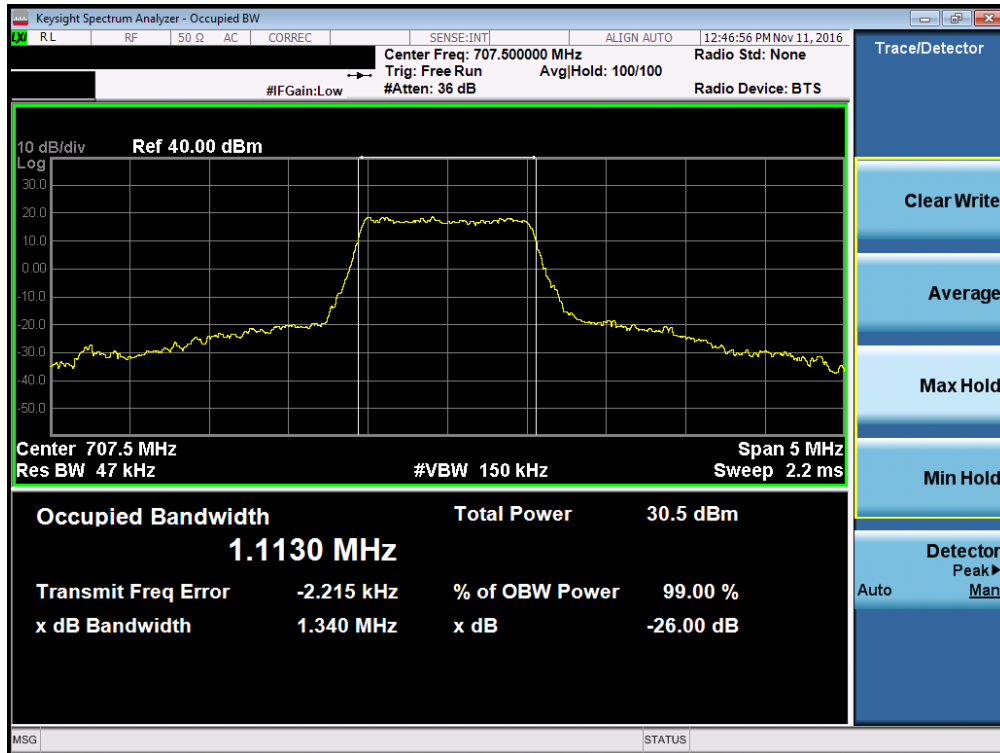 Keysight Spectrum Analyzer - Occupied BW
LXI RL RF 50 Ω AC CORREC SENSE:INT ALIGN AUTO 12:46:56 PM Nov 11, 2016
Center Freq: 707.500000 MHz Radio Std: None
Trig: Free Run Avg|Hold: 100/100
#IFGain:Low #Atten: 36 dB Radio Device: BTS
Trace/Detector
10 dB/div Ref 40.00 dBm
Log
30.0
20.0
10.0
0.00
-10.0
-20.0
-30.0
-40.0
-50.0
Center 707.5 MHz Span 5 MHz
Res BW 47 kHz #VBW 150 kHz Sweep 2.2 ms
Occupied Bandwidth Total Power 30.5 dBm
1.1130 MHz
Transmit Freq Error -2.215 kHz % of OBW Power 99.00 %
x dB Bandwidth 1.340 MHz x dB -26.00 dB
Clear Write
Average
Max Hold
Min Hold
Detector
Peak▶
Auto Man
MSG STATUS